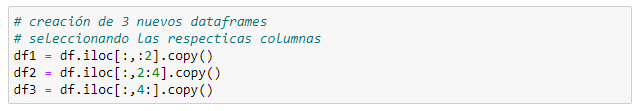 # creación de 3 nuevos dataframes
# seleccionando las respecticas columnas
df1 = df.iloc[:,:2].copy()
df2 = df.iloc[:,2:4].copy()
df3 = df.iloc[:,4:].copy()